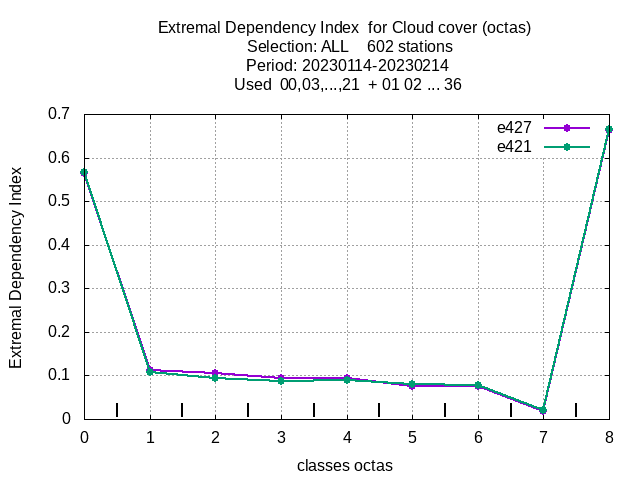 Extremal Dependency Index  for Cloud cover (octas)
Selection: ALL    602 stations
Period: 20230114-20230214
Used  00,03,...,21  + 01 02 ... 36
0.7
0.6
0.5
0.4
0.3
0.2
0.1
0
Extremal Dependency Index
e427
e421
0 1 2 3 4 5 6 7 8
classes octas